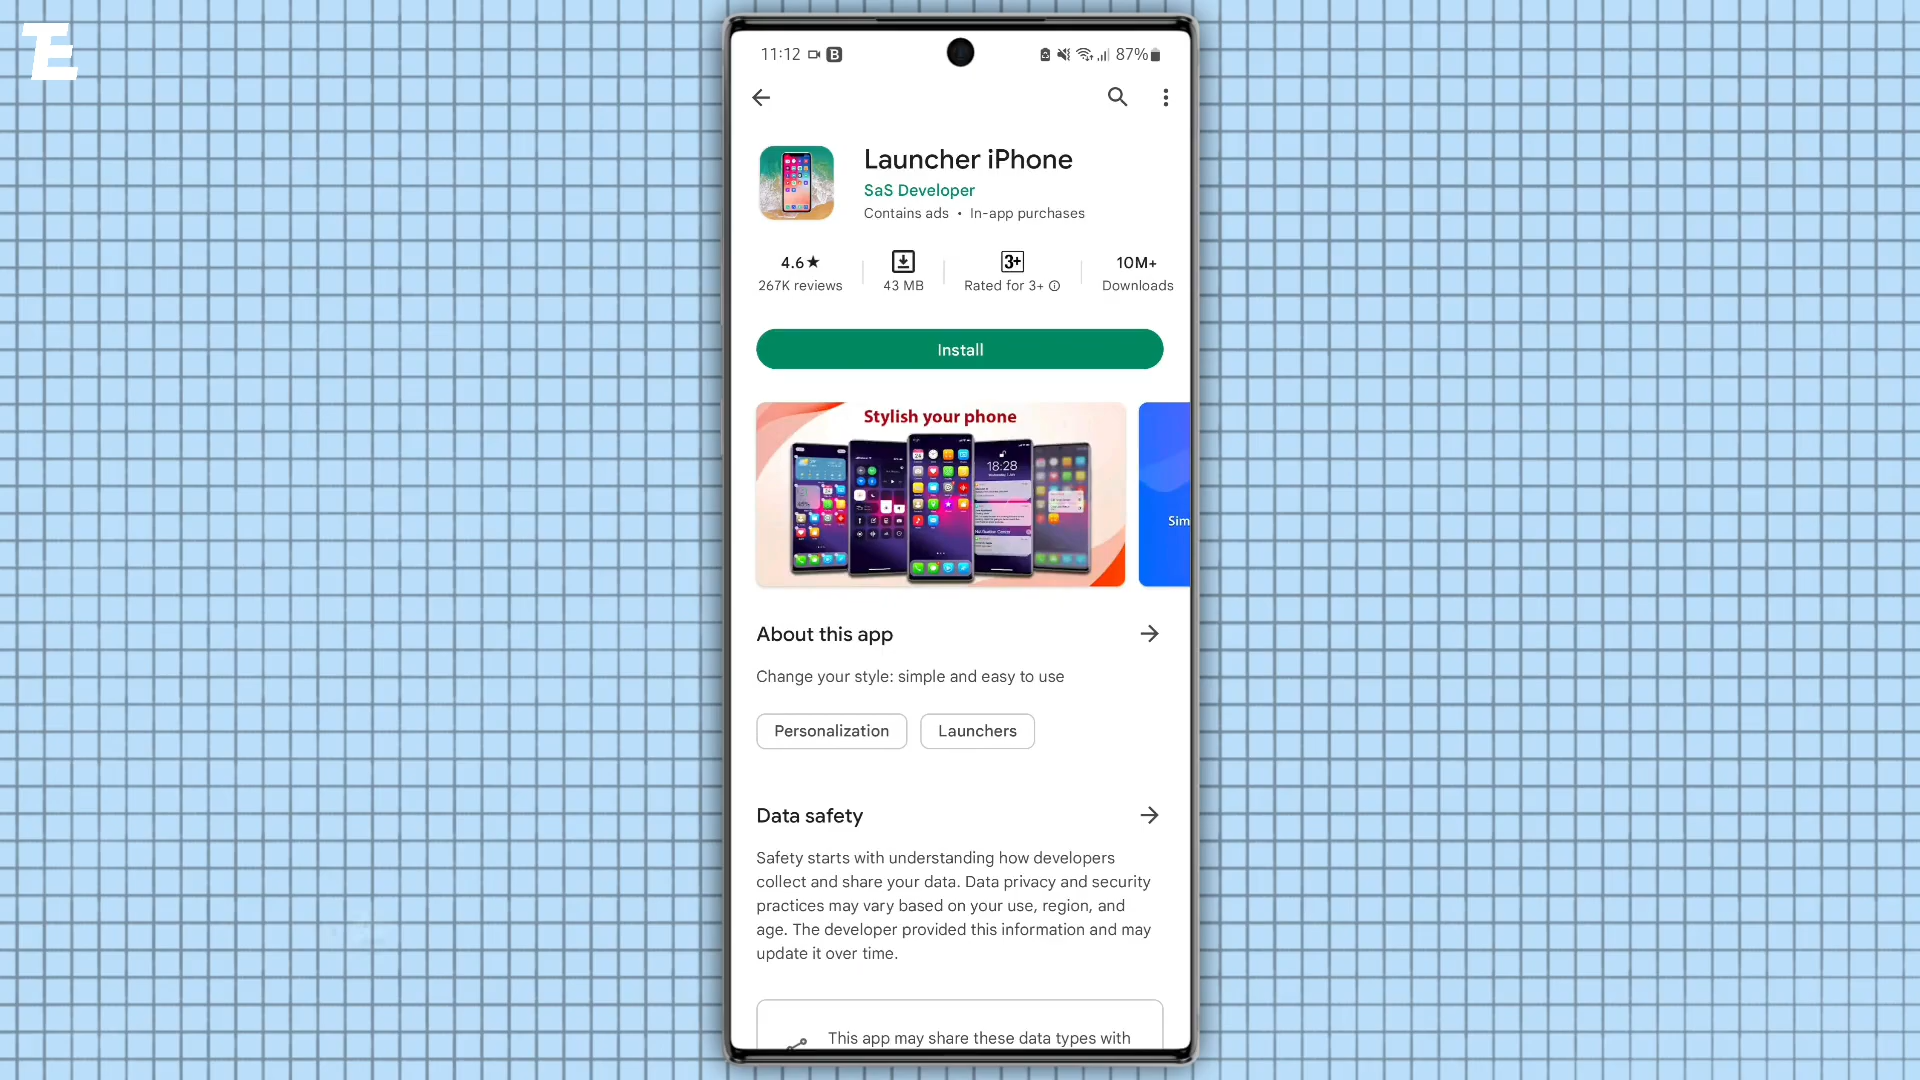 TE
11:12 B 87%
Launcher iPhone
SaS Developer
Contains ads • In-app purchases
4.6★ 3+ 10M+
267K reviews 43 MB Rated for 3+ Downloads
Install
Stylish your phone
18:28
Sim
About this app
Change your style: simple and easy to use
Personalization Launchers
Data safety
Safety starts with understanding how developers
collect and share your data. Data privacy and security
practices may vary based on your use, region, and
age. The developer provided this information and may
update it over time.
This app may share these data types with